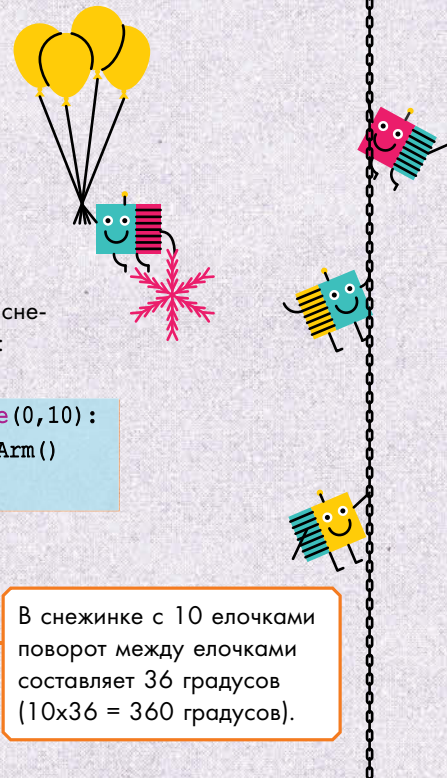 сне-
:
e(0,10):
Arm()
В снежинке с 10 елочками
поворот между елочками
составляет 36 градусов
(10x36 = 360 градусов).